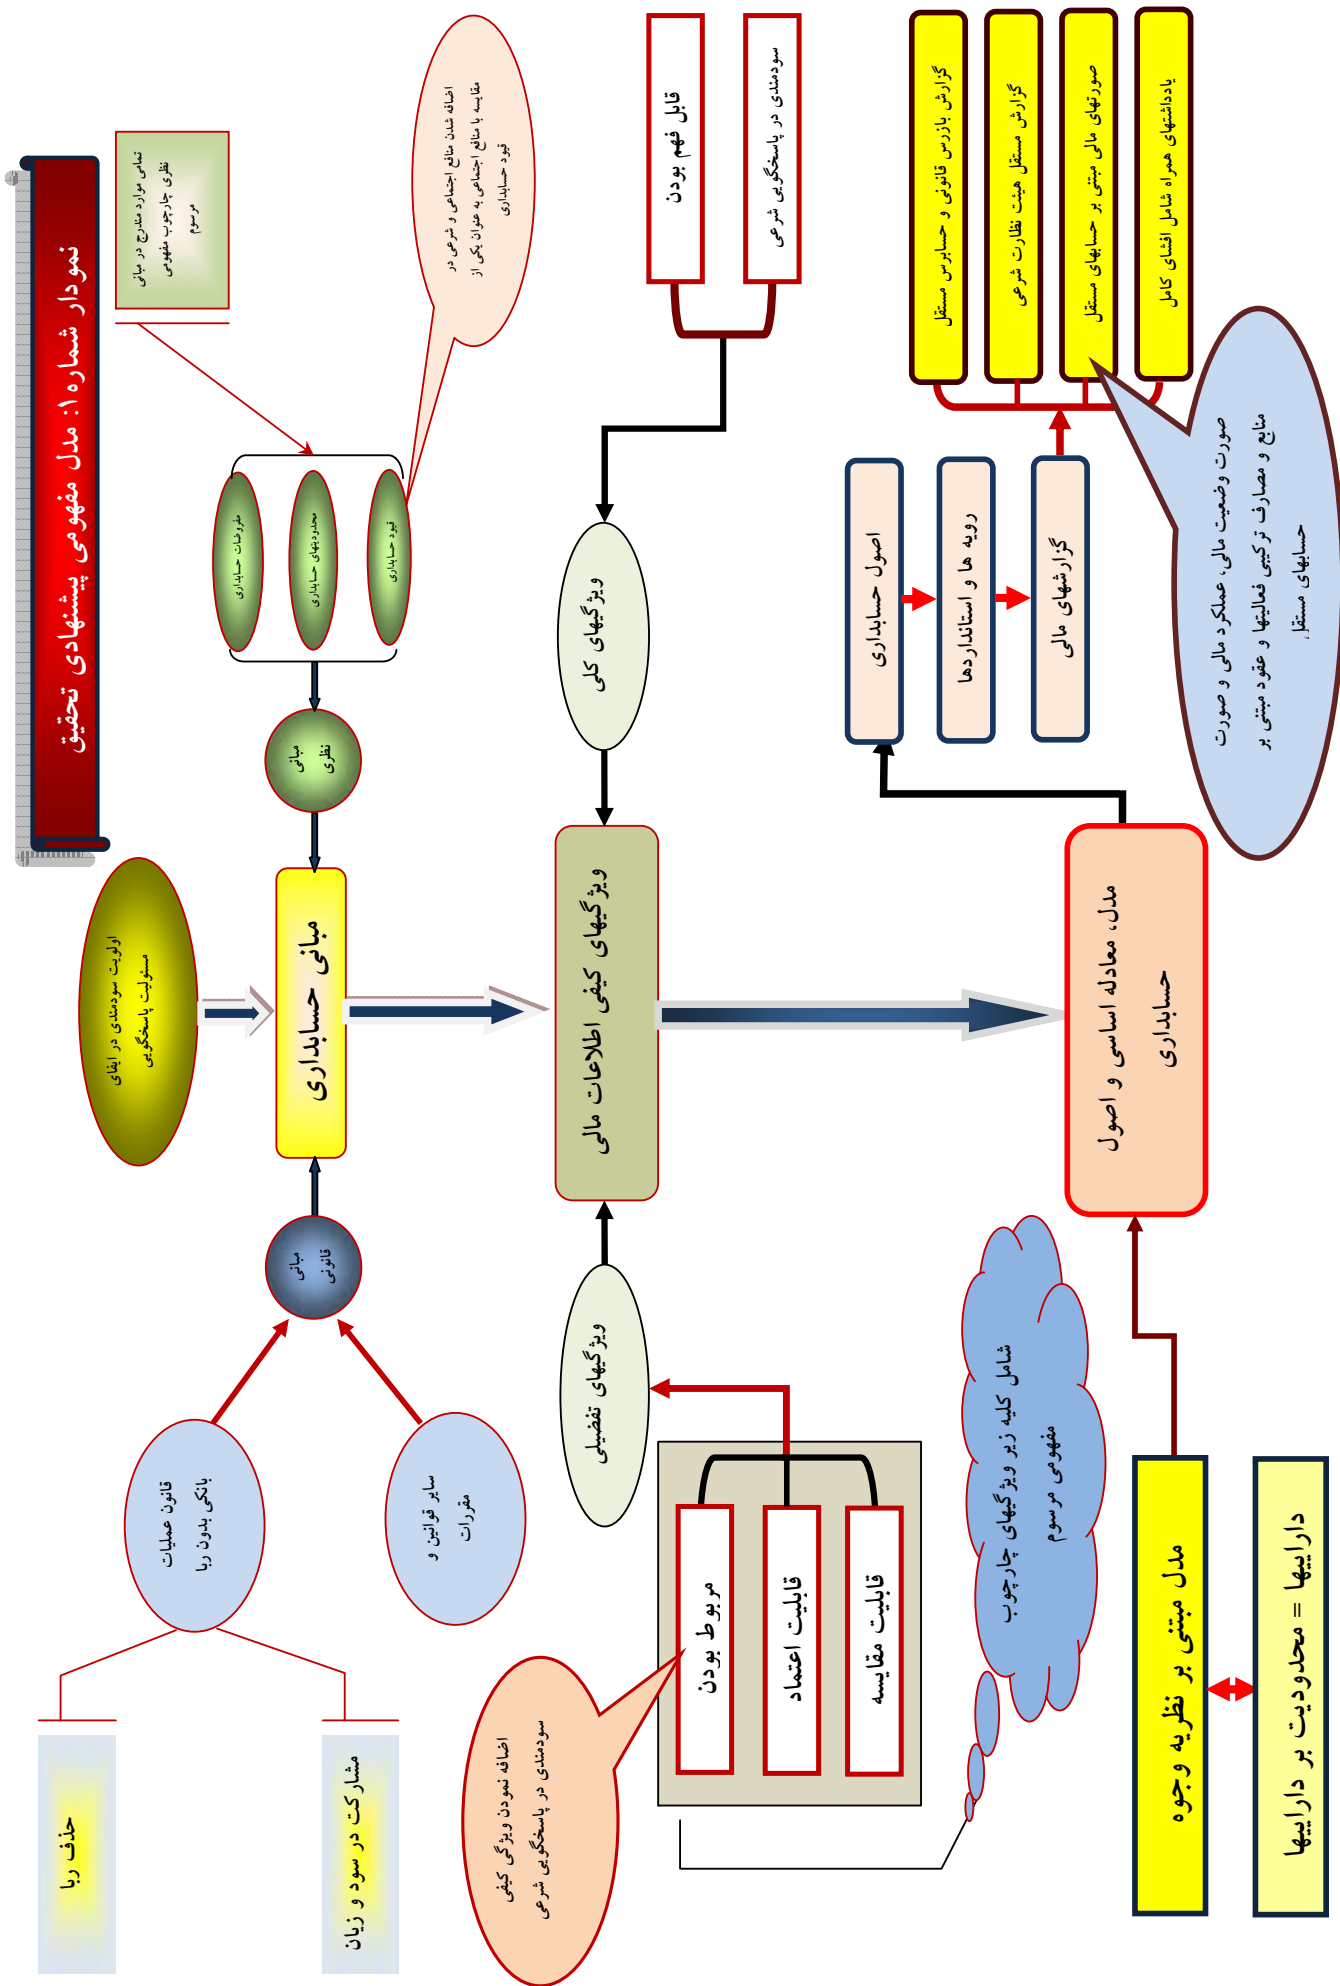 نمودار شماره ۱: مدل مفهومی پیشنهادی تحقیق
تمامی موارد مندرج در مبانی
نظری چارچوب مفهومی
مرسوم
مقایسه با منافع اجتماعی و شرعی در
اضافه شدن منافع اجتماعی به عنوان یکی از
قیود حسابداری
مفروضات حسابداری
محدودیتهای حسابداری
قیود حسابداری
مبانی
نظری
اولویت سودمندی در ایفای
مسئولیت پاسخگویی
مبانی حسابداری
مبانی
قانونی
قانون عملیات
بانکی بدون ربا
سایر قوانین و
مقررات
حذف ربا
مشارکت در سود و زیان
قابل فهم بودن
سودمندی در پاسخگویی شرعی
ویژگیهای کلی
ویژگیهای کیفی اطلاعات مالی
ویژگیهای تفضیلی
مربوط بودن
قابلیت اعتماد
قابلیت مقایسه
اضافه نمودن ویژگی کیفی
سودمندی در پاسخگویی شرعی
شامل کلیه زیر ویژگیهای چارچوب
مفهومی مرسوم
گزارش بازرس قانونی و حسابرس مستقل
گزارش مستقل هیئت نظارت شرعی
صورتهای مالی مبتنی بر حسابهای مستقل
یادداشتهای همراه شامل افشای کامل
اصول حسابداری
رویه ها و استانداردها
گزارشهای مالی
صورت وضعیت مالی، عملکرد مالی و صورت
منابع و مصارف ترکیبی فعالیتها و عقود مبتنی بر
حسابهای مستقل
مدل، معادله اساسی و اصول
حسابداری
مدل مبتنی بر نظریه وجوه
داراییها = محدودیت بر داراییها